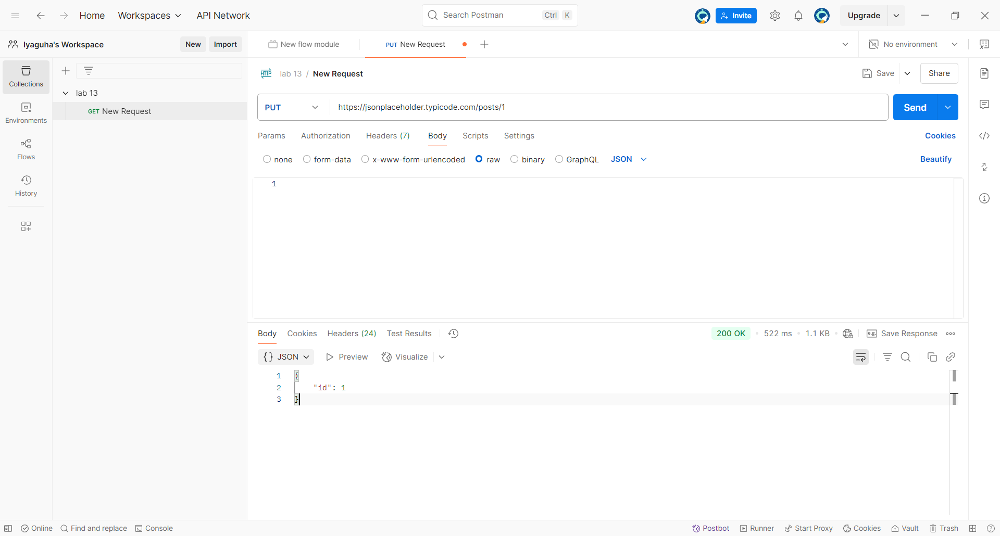 Home Workspaces API Network Search Postman Ctrl K Invite Upgrade
Iyaguha's Workspace New Import New flow module PUT New Request No environment
lab 13 / New Request Save Share
Collections
lab 13
GET New Request
PUT https://jsonplaceholder.typicode.com/posts/1 Send
Environments
Params Authorization Headers (7) Body Scripts Settings Cookies
Flows
none form-data x-www-form-urlencoded raw binary GraphQL JSON Beautify
History
1
Body Cookies Headers (24) Test Results 200 OK 522 ms 1.1 KB e.g. Save Response
{} JSON Preview Visualize
1 {
2 "id": 1
3 }
Online Find and replace Console Postbot Runner Start Proxy Cookies Vault Trash